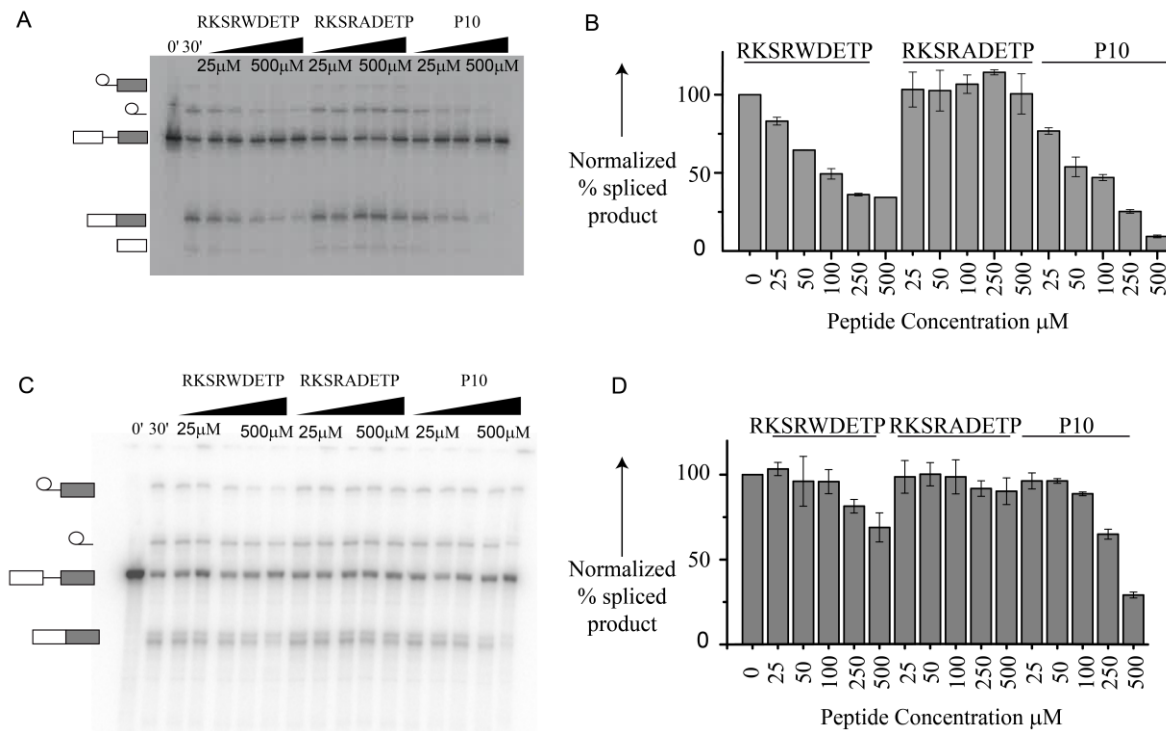 A
RKSRWDETP RKSRADETP P10
0' 30'
25µM 500µM 25µM 500µM 25µM 500µM
B
RKSRWDETP RKSRADETP P10
100
50
0
Normalized
% spliced
product
0 25 50 100 250 500 25 50 100 250 500 25 50 100 250 500
Peptide Concentration µM
C
RKSRWDETP RKSRADETP P10
0' 30' 25µM 500µM 25µM 500µM 25µM 500µM
D
RKSRWDETP RKSRADETP P10
100
50
0
Normalized
% spliced
product
0 25 50 100 250 500 25 50 100 250 500 25 50 100 250 500
Peptide Concentration µM